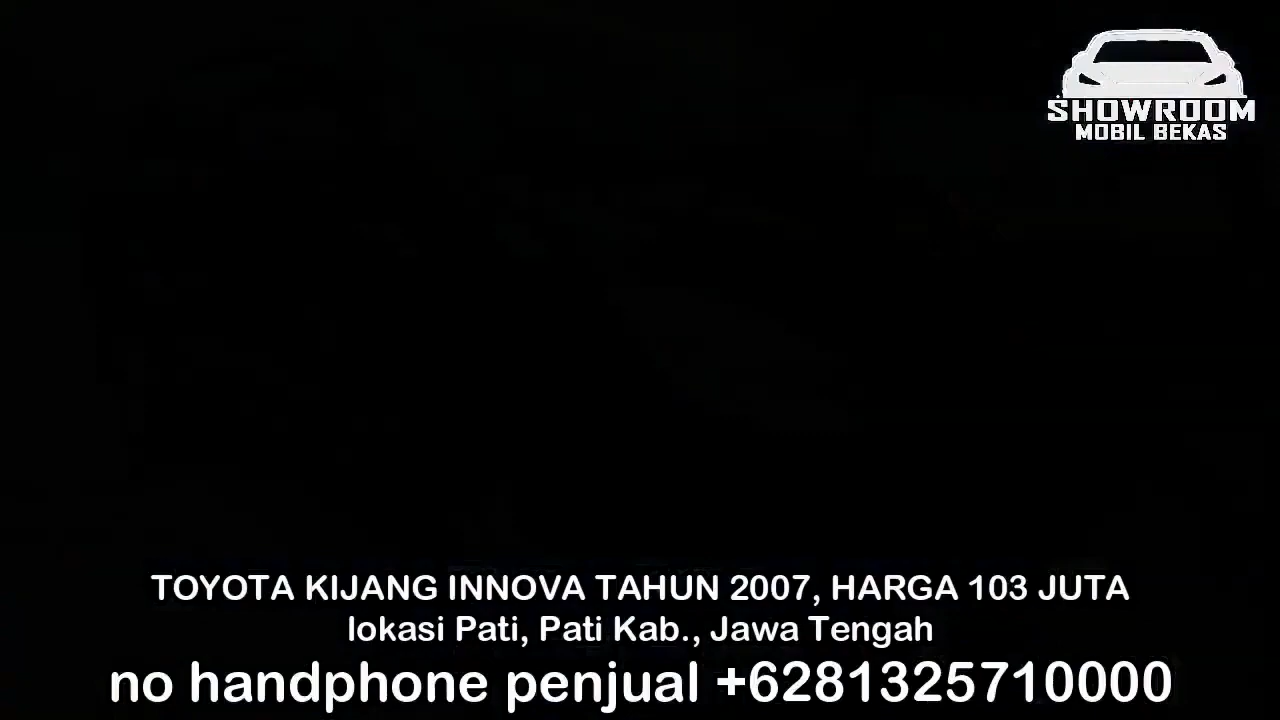 SHOWROOM
MOBIL BEKAS
TOYOTA KIJANG INNOVA TAHUN 2007, HARGA 103 JUTA
lokasi Pati, Pati Kab., Jawa Tengah
no handphone penjual +6281325710000